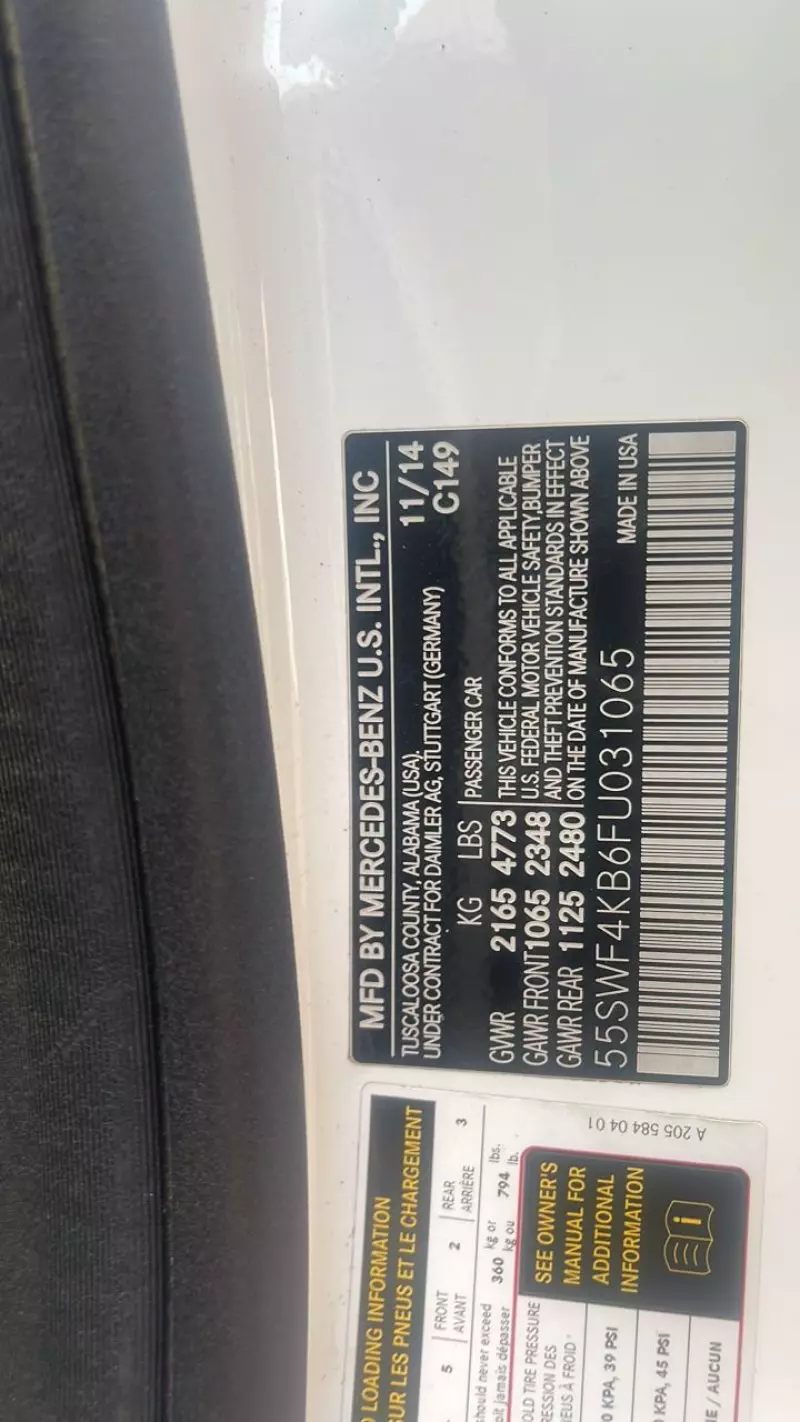 MFD BY MERCEDES-BENZ U.S. INTL., INC
TUSCALOOSA COUNTY, ALABAMA (USA), 11/14
UNDER CONTRACT FOR DAIMLER AG, STUTTGART (GERMANY) C149
KG LBS PASSENGER CAR
GVWR 2165 4773 THIS VEHICLE CONFORMS TO ALL APPLICABLE
GAWR FRONT 1065 2348 U.S. FEDERAL MOTOR VEHICLE SAFETY,BUMPER
GAWR REAR 1125 2480 AND THEFT PREVENTION STANDARDS IN EFFECT
ON THE DATE OF MANUFACTURE SHOWN ABOVE
55SWF4KB6FU031065 MADE IN USA
LOADING INFORMATION
SUR LES PNEUS ET LE CHARGEMENT
5 FRONT 2 REAR 3
AVANT ARRIÈRE
should never exceed 360 kg or 794 lbs.
doit jamais dépasser kg ou lb.
COLD TIRE PRESSURE
PRESSION DES
PNEUS À FROID
KPA, 39 PSI
KPA, 45 PSI
/ AUCUN
SEE OWNER'S
MANUAL FOR
ADDITIONAL
INFORMATION
A 205 584 04 01